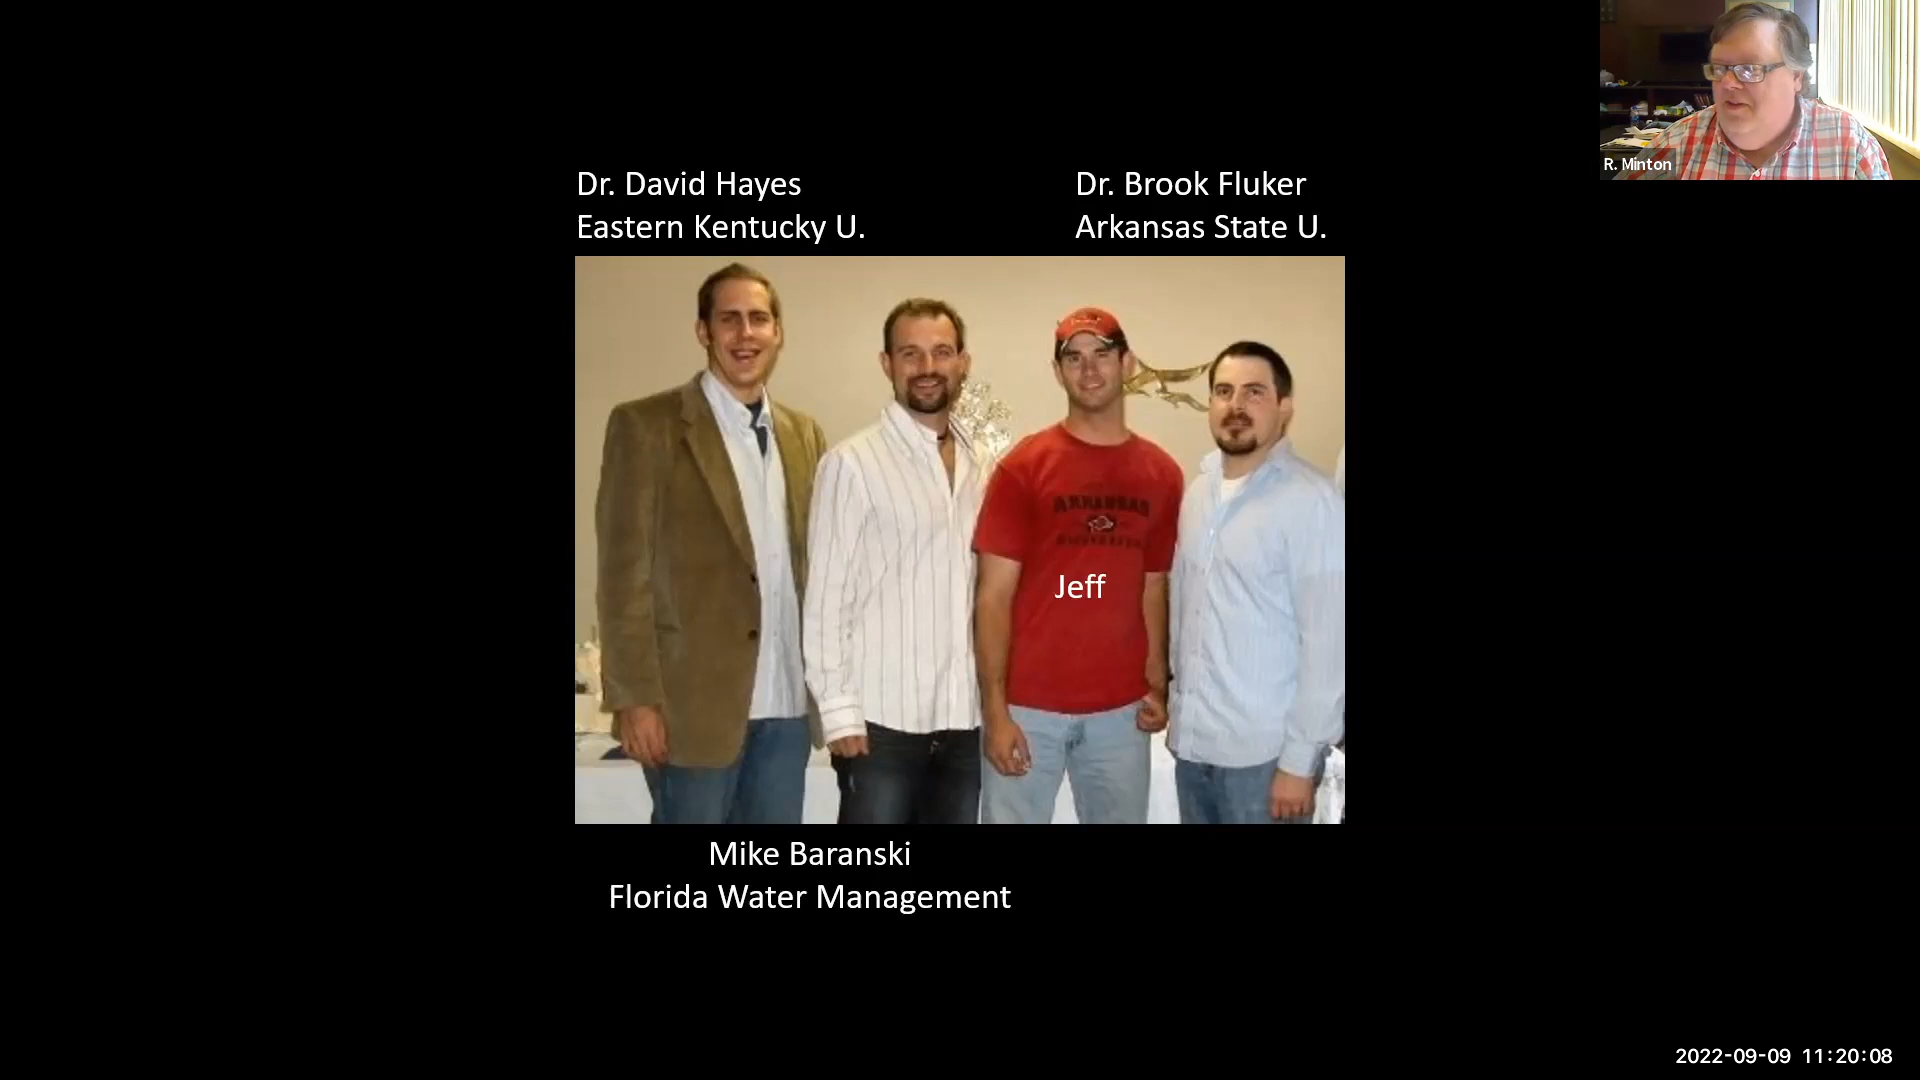 R. Minton
Dr. David Hayes
Eastern Kentucky U.
Dr. Brook Fluker
Arkansas State U.
ARKANSAS
Jeff
Mike Baranski
Florida Water Management
2022-09-09 11:20:08